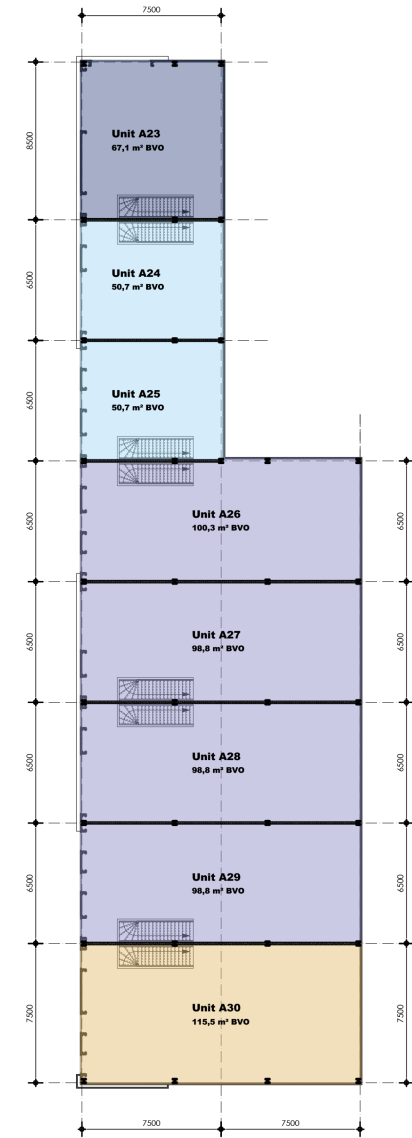 7500
8500
Unit A23
67,1 m² BVO
6500
Unit A24
50,7 m² BVO
6500
Unit A25
50,7 m² BVO
6500
Unit A26
100,3 m² BVO
6500
6500
Unit A27
98,8 m² BVO
6500
6500
Unit A28
98,8 m² BVO
6500
6500
Unit A29
98,8 m² BVO
6500
7500
Unit A30
115,5 m² BVO
7500
7500
7500